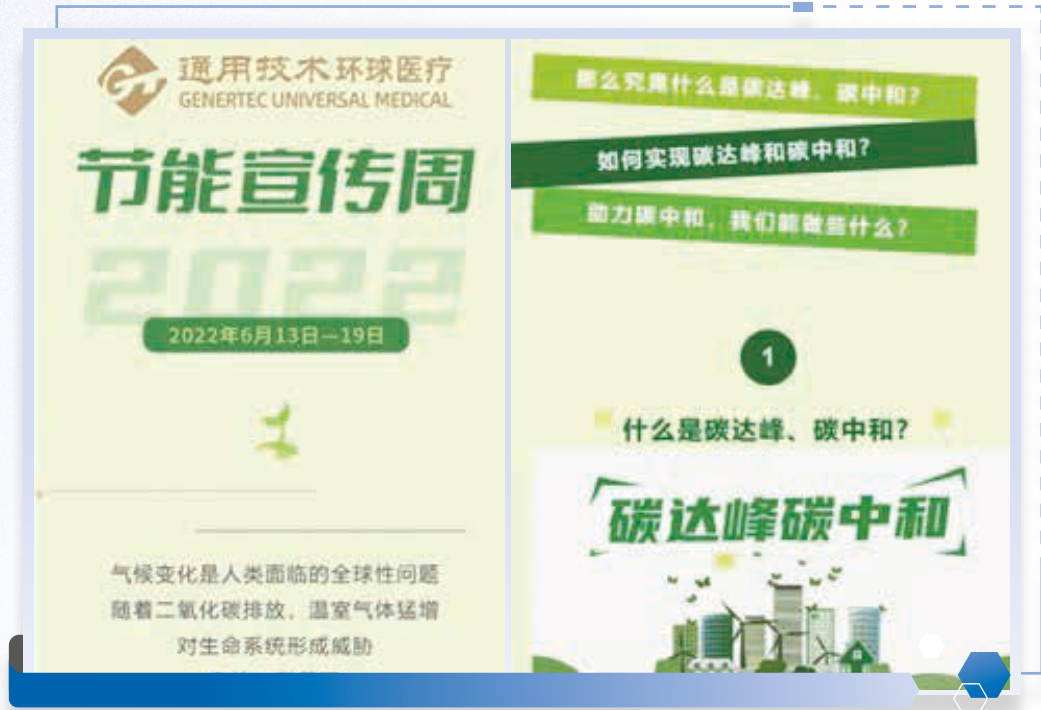 通用技术环球医疗
GENERTEC UNIVERSAL MEDICAL
节能宣传周
2022
2022年6月13日—19日
气候变化是人类面临的全球性问题
随着二氧化碳排放，温室气体猛增
对生命系统形成威胁
那么究竟什么是碳达峰、碳中和？
如何实现碳达峰和碳中和？
助力碳中和，我们能做些什么？
1
什么是碳达峰、碳中和？
碳达峰碳中和